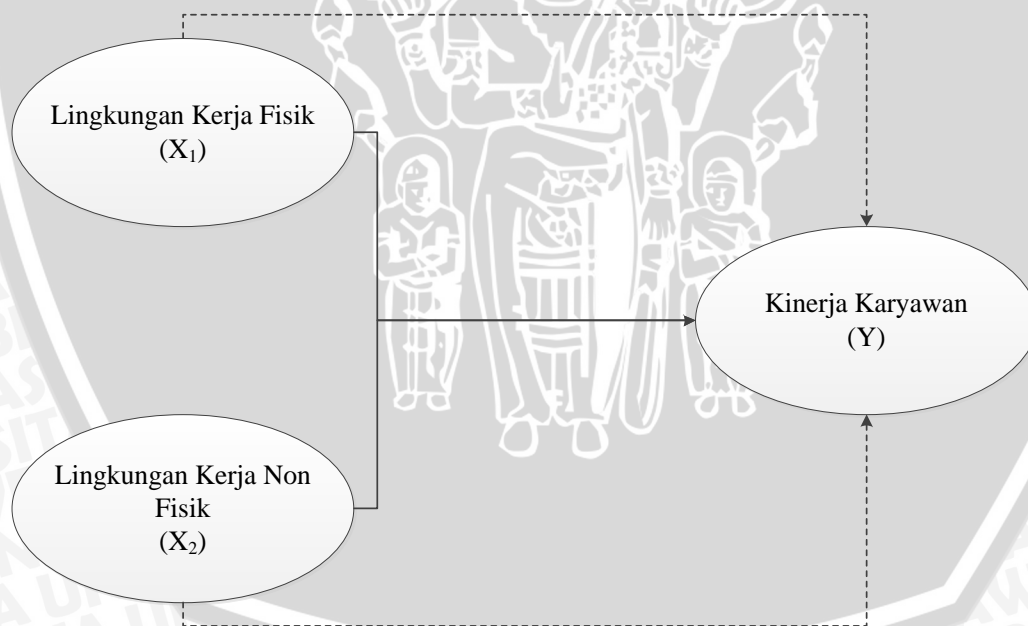 Lingkungan Kerja Fisik
(X₁)
Kinerja Karyawan
(Y)
Lingkungan Kerja Non
Fisik
(X₂)